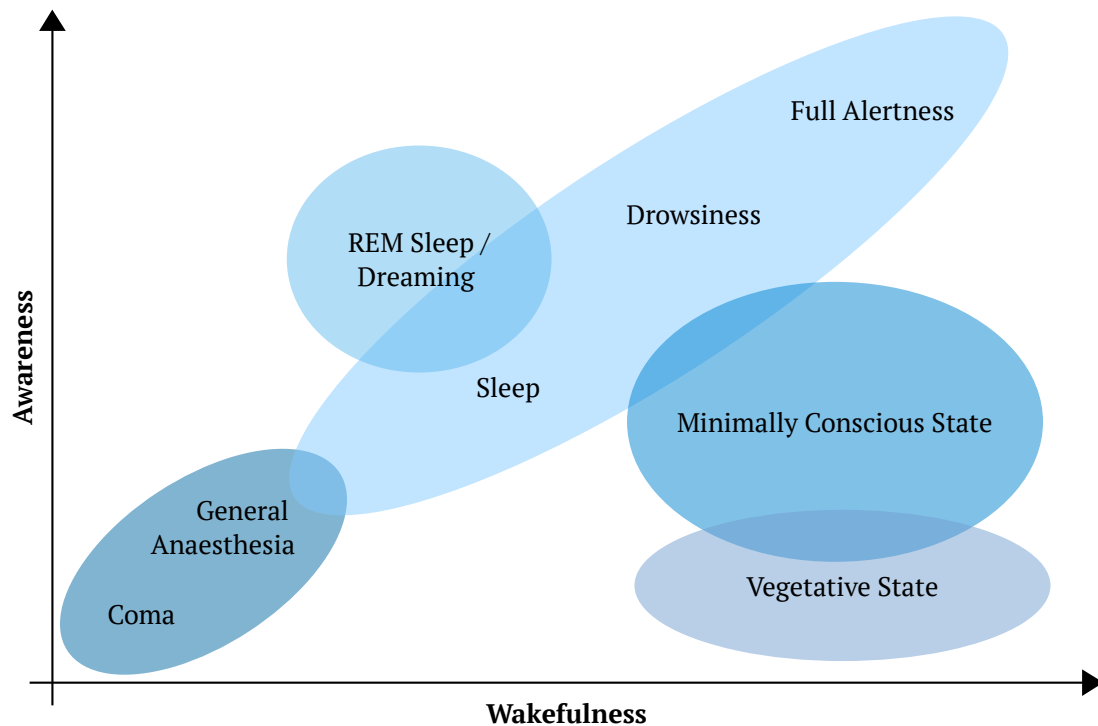 Full Alertness
Drowsiness
REM Sleep /
Dreaming
Sleep
Minimally Conscious State
General
Anaesthesia
Vegetative State
Coma
Awareness
Wakefulness